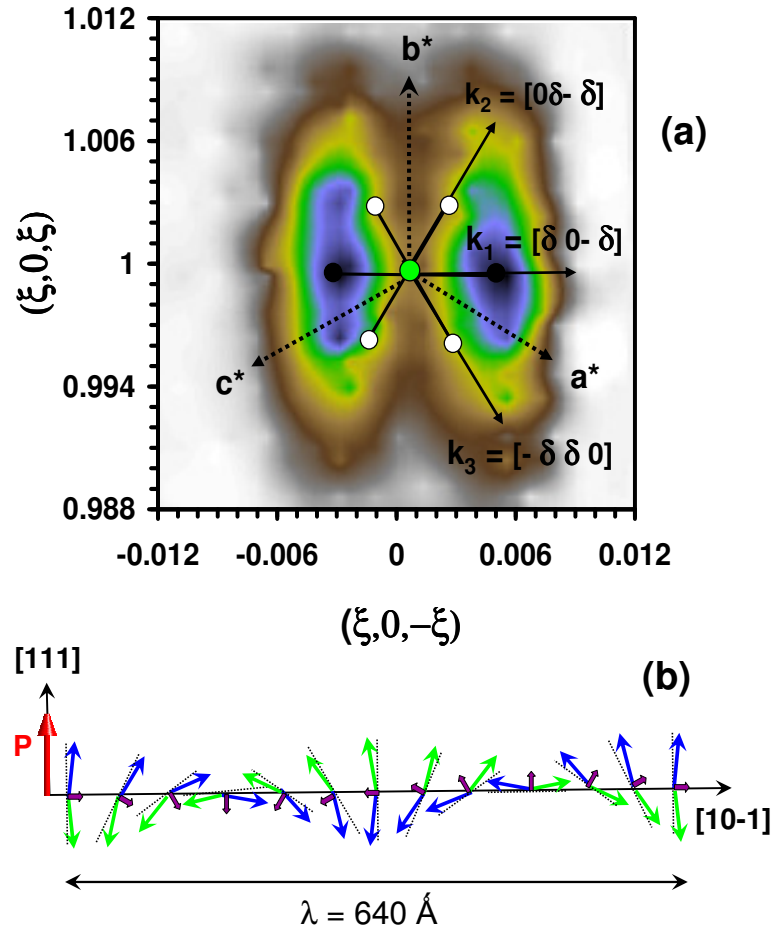 1.012
b*
k₂ = [0δ- δ]
1.006
(a)
(ξ,0,ξ)
1
k₁ = [δ 0- δ]
0.994
c*
a*
k₃ = [- δ δ 0]
0.988
-0.012 -0.006 0 0.006 0.012
(ξ,0,−ξ)
[111]
(b)
P
[10-1]
λ = 640 Å